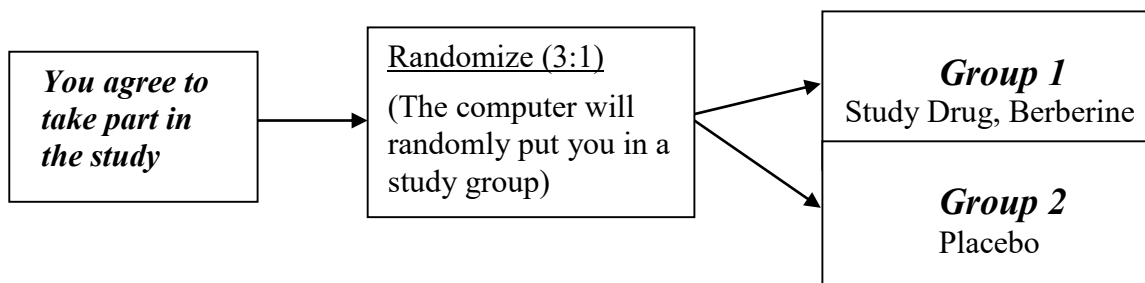 You agree to
take part in
the study
Randomize (3:1)
(The computer will
randomly put you in a
study group)
Group 1
Study Drug, Berberine
Group 2
Placebo